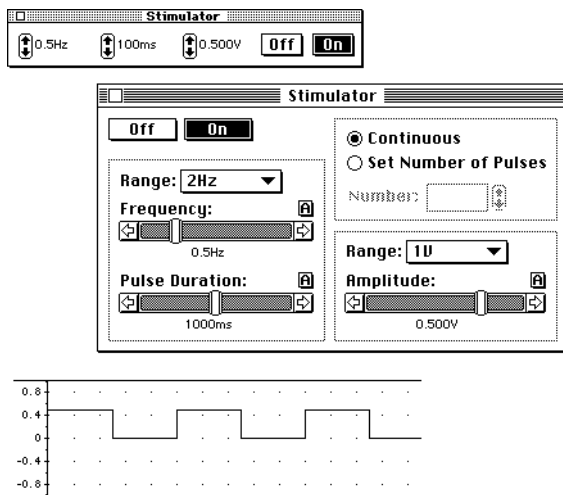 Stimulator
0.5Hz 100ms 0.500V Off On
Stimulator
Off On
Continuous
Set Number of Pulses
Number:
Range: 2Hz
Frequency: A
0.5Hz
Pulse Duration: A
1000ms
Range: 1V
Amplitude: A
0.500V
0.8
0.4
0
-0.4
-0.8